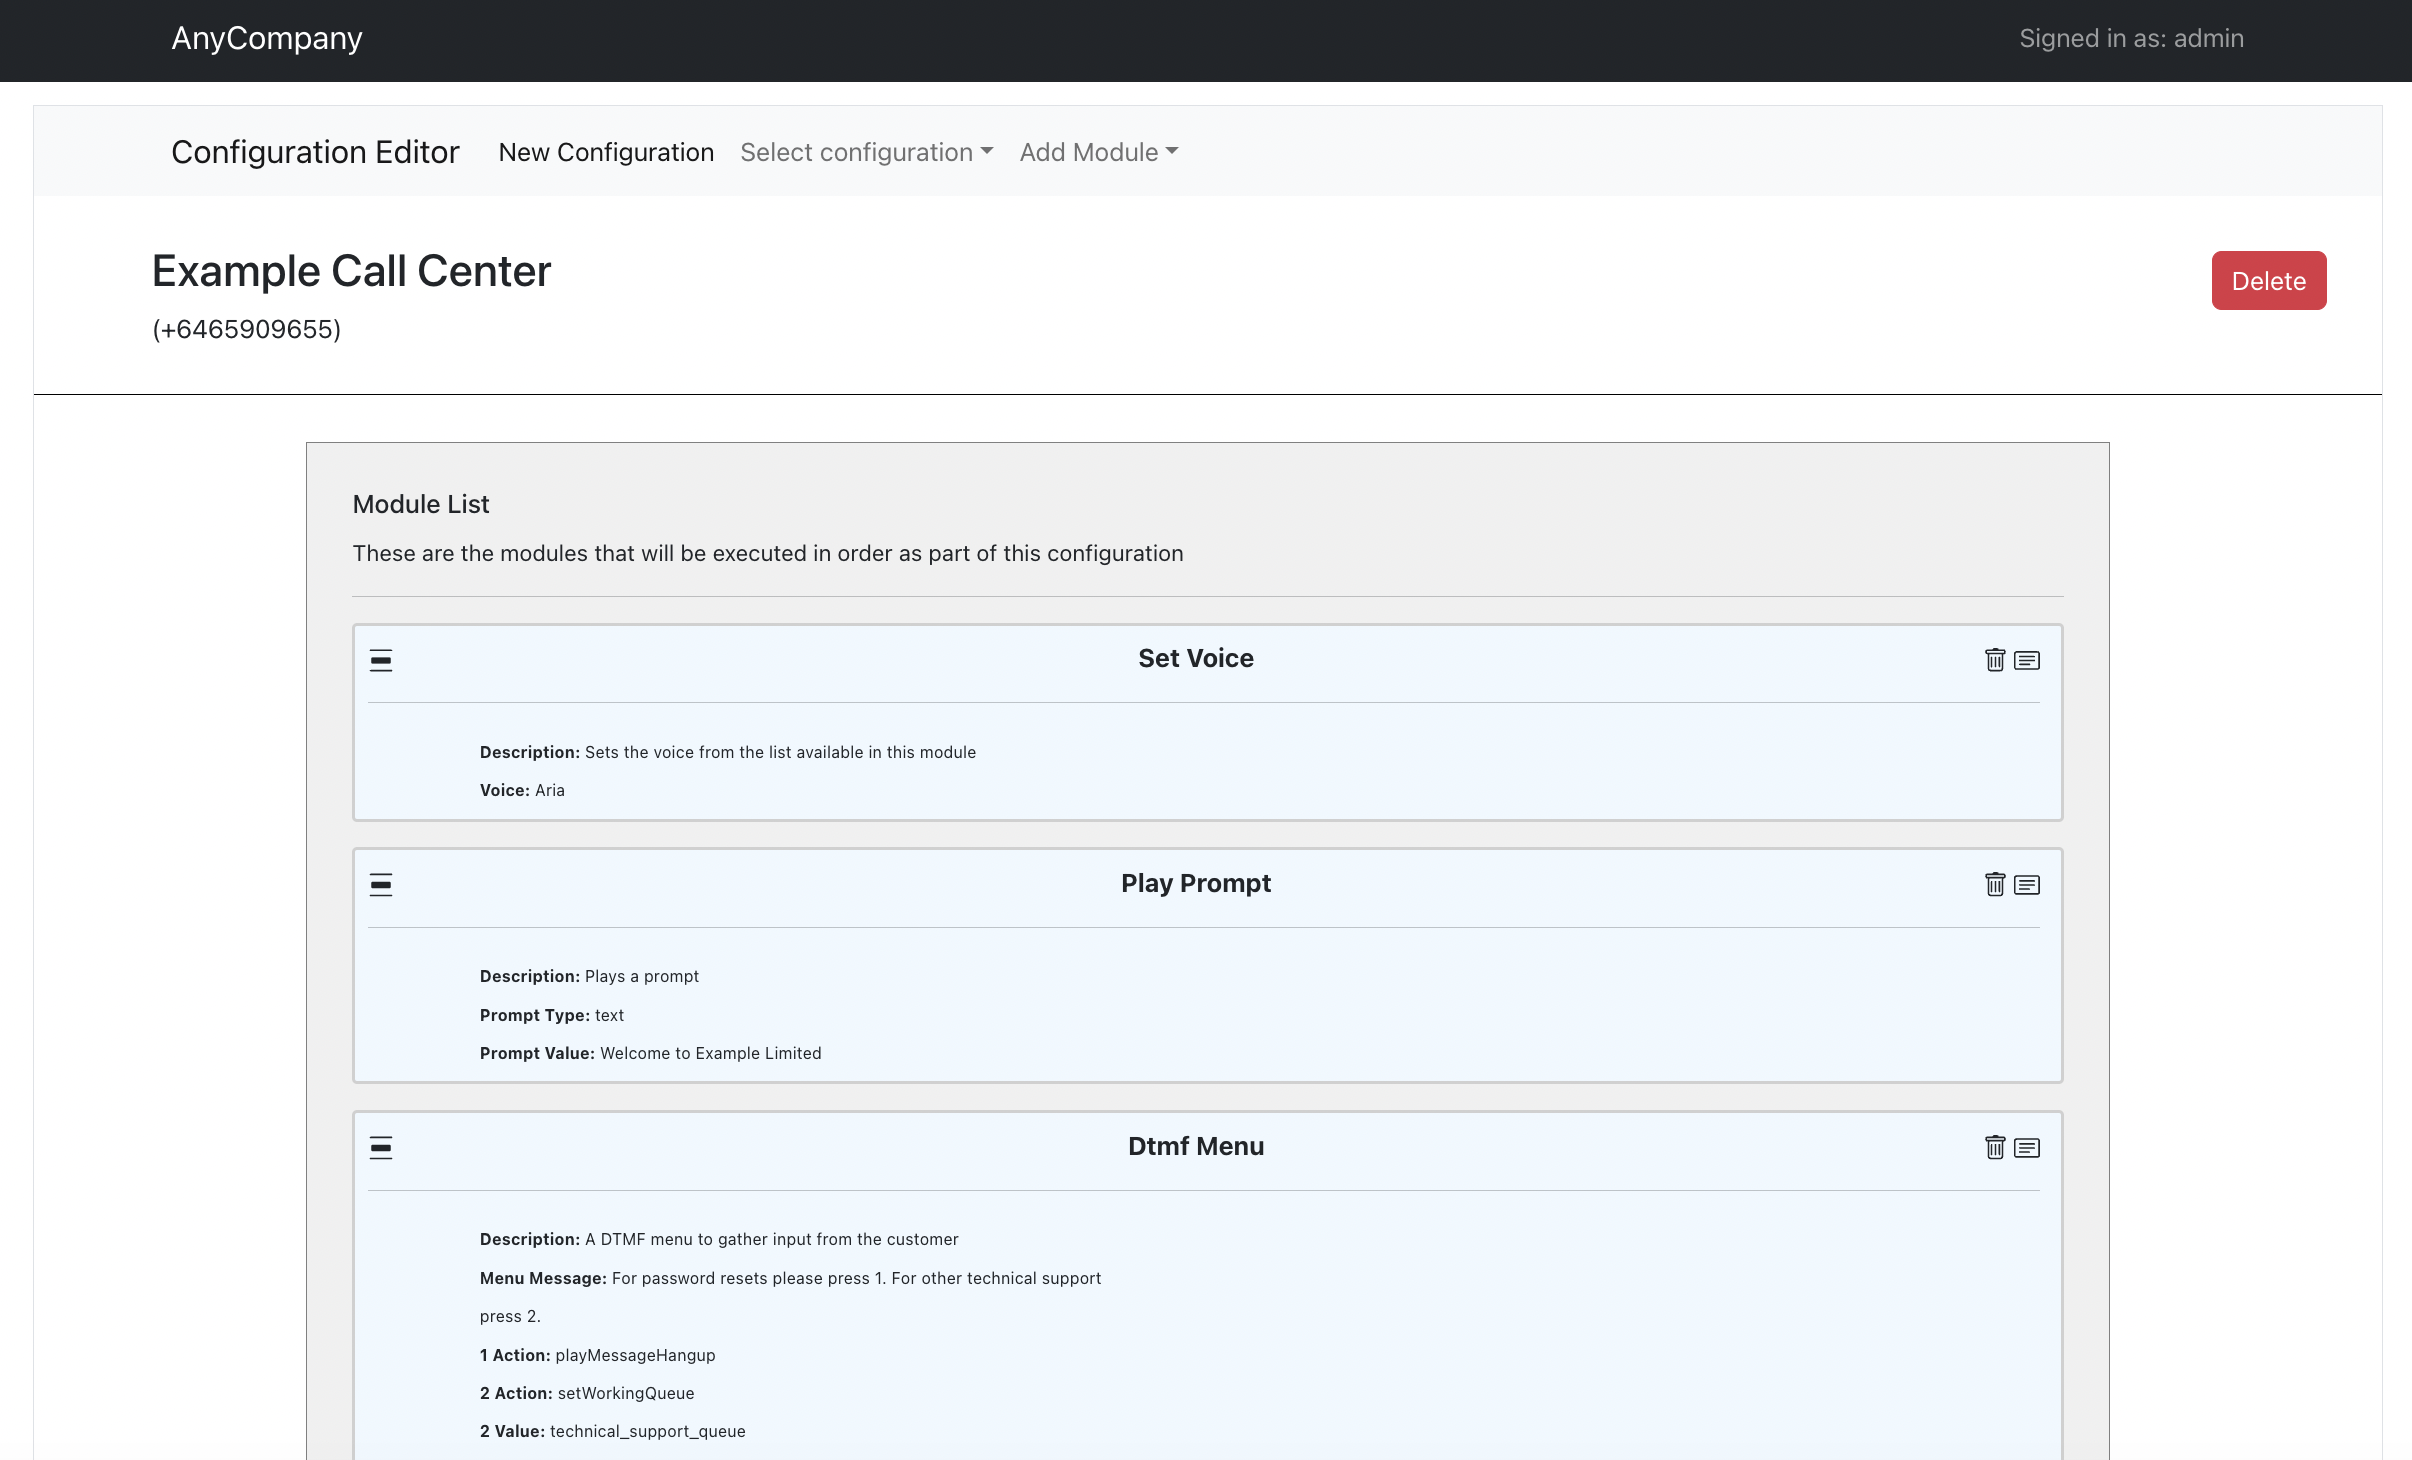 AnyCompany
Signed in as: admin
Configuration Editor
New Configuration
Select configuration
Add Module
Example Call Center
Delete
(+6465909655)
Module List
These are the modules that will be executed in order as part of this configuration
Set Voice
Description: Sets the voice from the list available in this module
Voice: Aria
Play Prompt
Description: Plays a prompt
Prompt Type: text
Prompt Value: Welcome to Example Limited
Dtmf Menu
Description: A DTMF menu to gather input from the customer
Menu Message: For password resets please press 1. For other technical support
press 2.
1 Action: playMessageHangup
2 Action: setWorkingQueue
2 Value: technical_support_queue